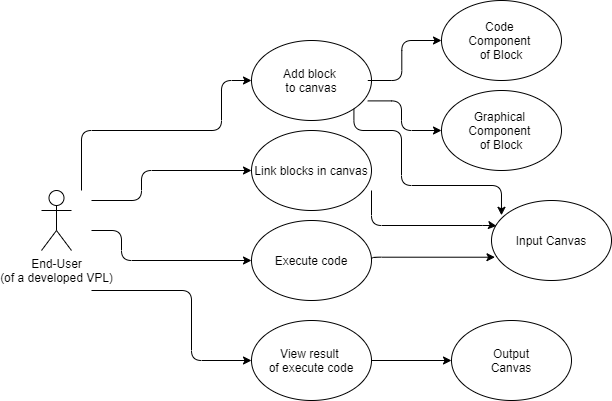 Code
Component
of Block
Add block
to canvas
Graphical
Component
of Block
Link blocks in canvas
End-User
(of a developed VPL)
Input Canvas
Execute code
View result
of execute code
Output
Canvas